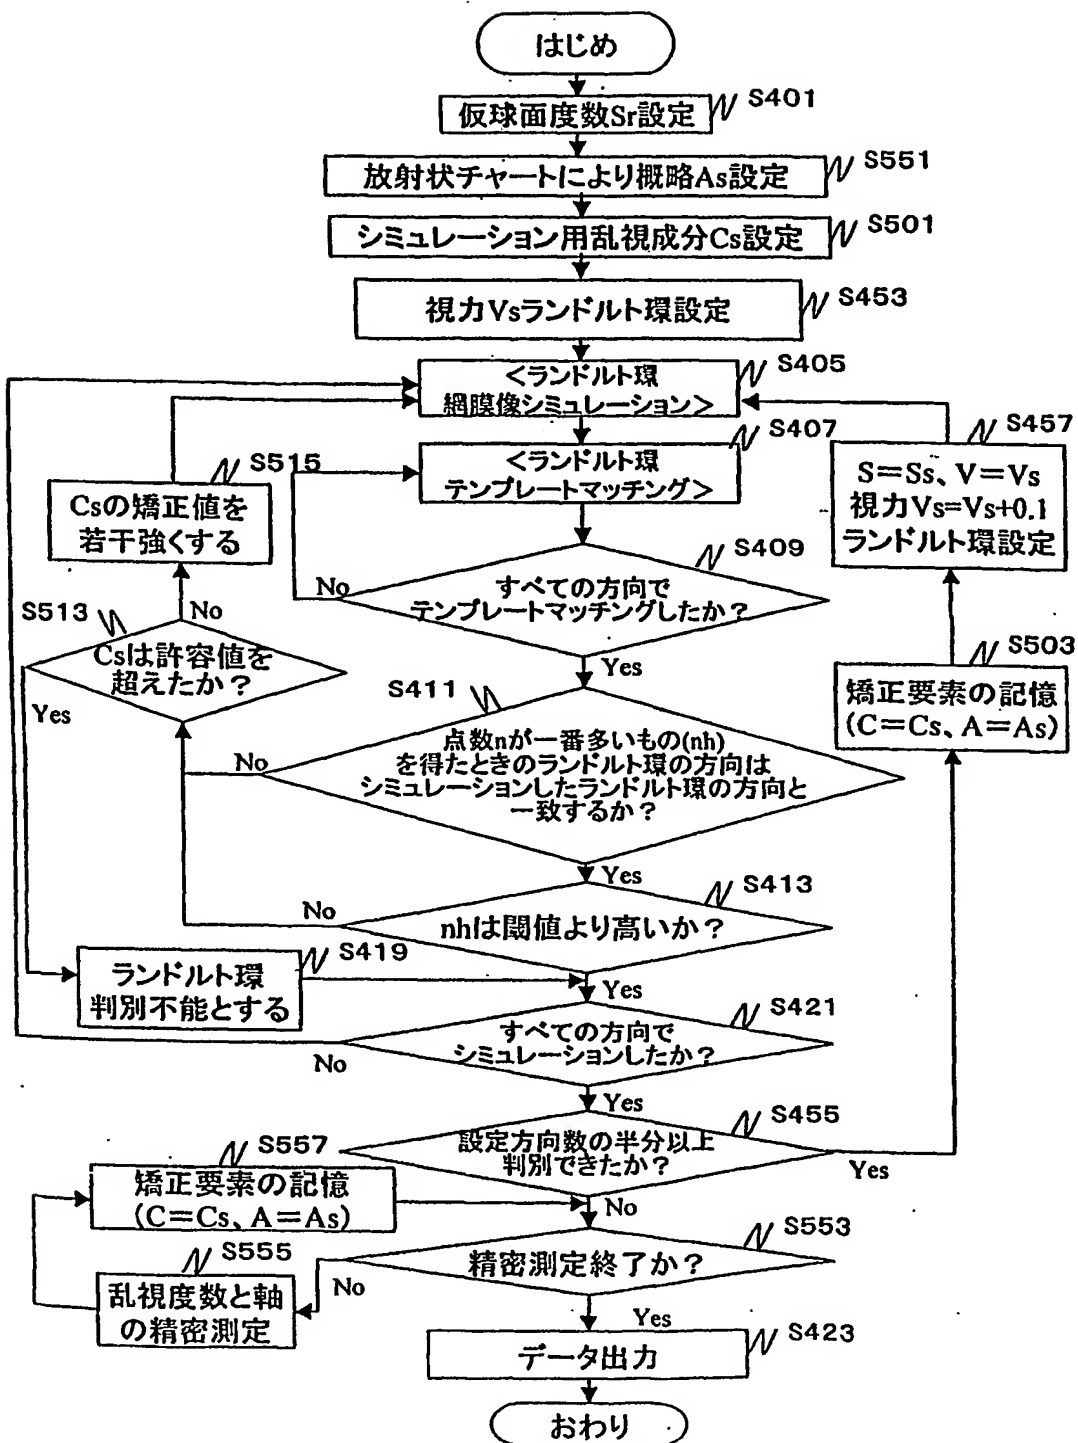 はじめ
仮球面度数Sr設定
S401
放射状チャートにより概略As設定
S551
シミュレーション用乱視成分Cs設定
S501
視力Vsランドルト環設定
S453
<ランドルト環
網膜像シミュレーション>
S405
<ランドルト環
テンプレートマッチング>
S407
S457
S=Ss、V=Vs
視力Vs=Vs+0.1
ランドルト環設定
S515
Csの矯正値を
若干強くする
S409
すべての方向で
テンプレートマッチングしたか?
No
Yes
S513
No
Csは許容値を
超えたか?
Yes
S503
矯正要素の記憶
(C=Cs、A=As)
S411
点数nが一番多いもの(nh)
を得たときのランドルト環の方向は
シミュレーションしたランドルト環の方向と
一致するか?
No
Yes
S413
nhは閾値より高いか?
No
Yes
S419
ランドルト環
判別不能とする
S421
すべての方向で
シミュレーションしたか?
No
Yes
S455
設定方向数の半分以上
判別できたか?
Yes
No
S557
矯正要素の記憶
(C=Cs、A=As)
S553
精密測定終了か?
No
Yes
S555
乱視度数と軸
の精密測定
S423
データ出力
おわり